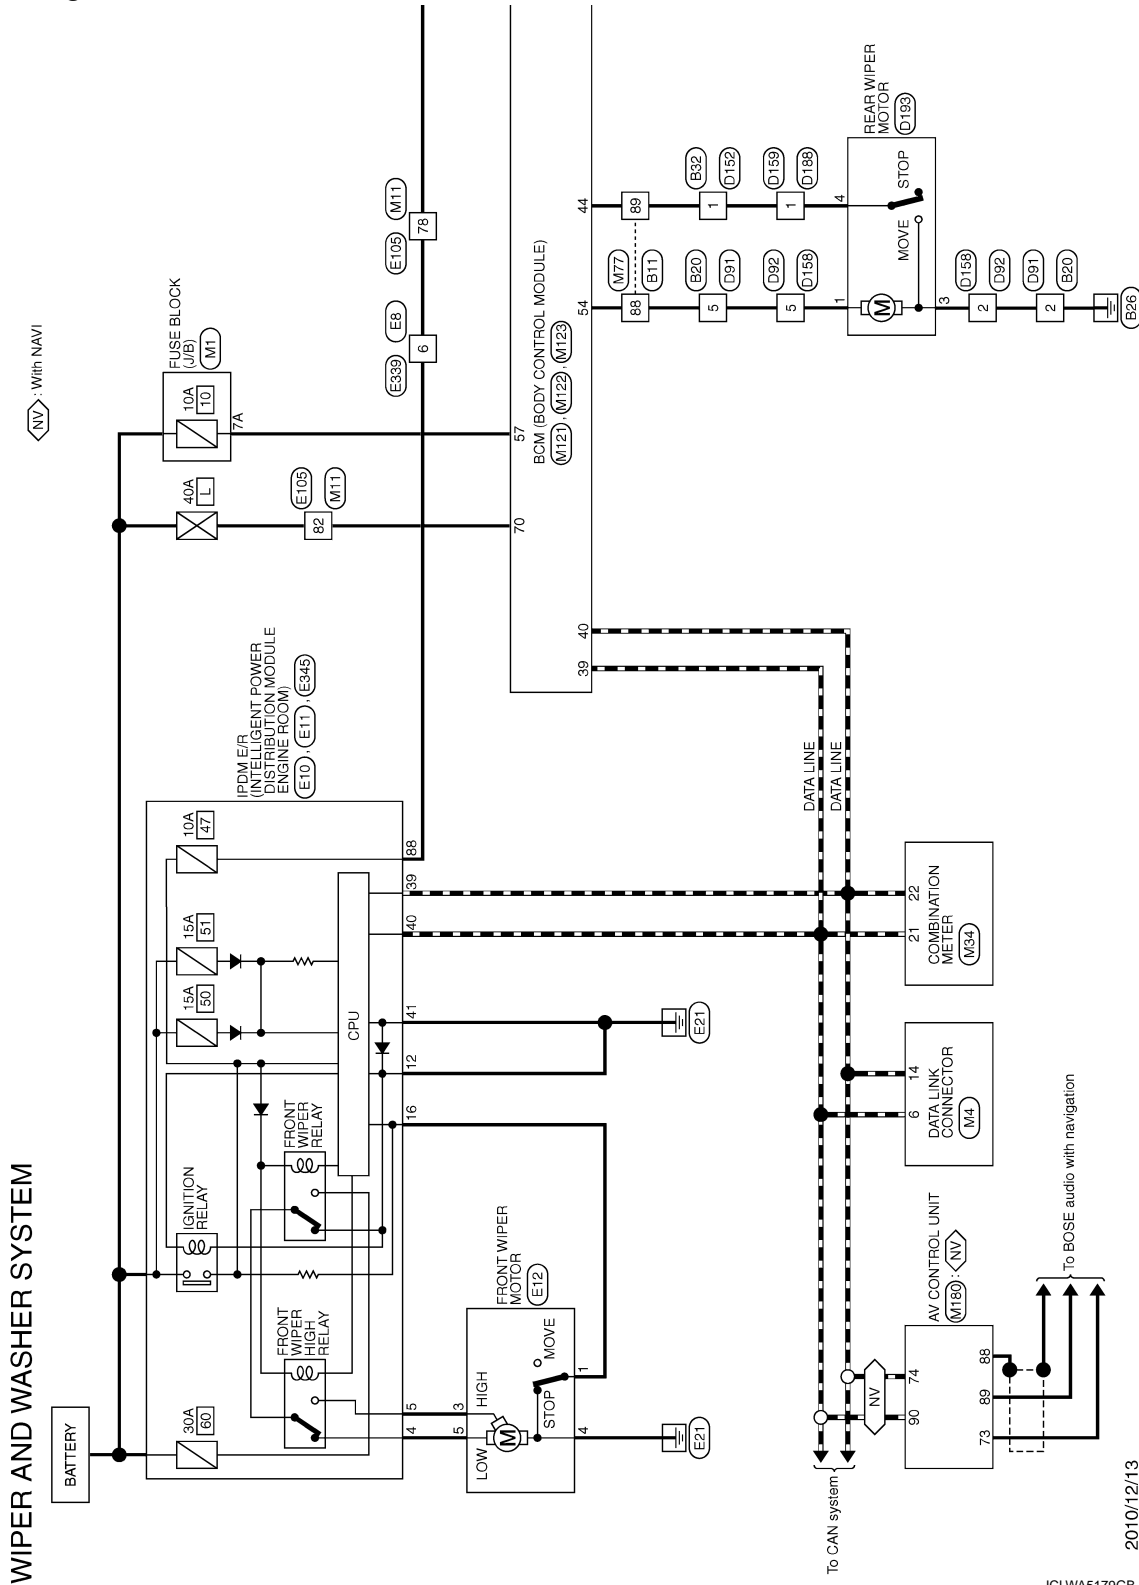 WIPER AND WASHER SYSTEM
NV : With NAVI
BATTERY
30A
60
FRONT
WIPER
HIGH
RELAY
IGNITION
RELAY
FRONT
WIPER
RELAY
15A
50
15A
51
10A
47
CPU
IPDM E/R
(INTELLIGENT POWER
DISTRIBUTION MODULE
ENGINE ROOM)
E10 , E11 , E345
40A
L
10A
10
FUSE BLOCK
(J/B)
M1
7A
82
E105
M11
E339
6
E8
E105
78
M11
4
5
16
12
41
40
39
88
70
57
BCM (BODY CONTROL MODULE)
M121 , M122 , M123
39
40
54
44
5
3
LOW
HIGH
M
STOP
MOVE
4
1
FRONT WIPER
MOTOR
E12
E21
E21
DATA LINE
DATA LINE
To CAN system
NV
90
74
73
89
88
AV CONTROL UNIT
M180 : NV
To BOSE audio with navigation
6
14
DATA LINK
CONNECTOR
M4
21
22
COMBINATION
METER
M34
88
M77
B11
89
5
B20
D91
1
B32
D152
5
D92
D158
1
D159
D188
1
4
M
MOVE
STOP
3
REAR WIPER
MOTOR
D193
2
D158
D92
2
D91
B20
B26
2010/12/13
JCLWA5179GB